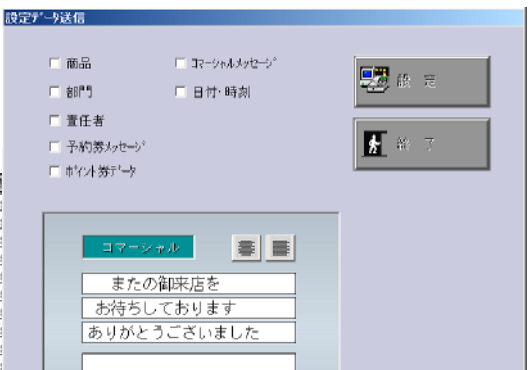 設定ﾃﾞｰﾀ送信
商品
ｺﾏｰｼｬﾙﾒｯｾｰｼﾞ
部門
日付・時刻
責任者
予約券ﾒｯｾｰｼﾞ
ﾎﾟｲﾝﾄ券ﾃﾞｰﾀ
設 定
終 了
コマーシャル
またの御来店を
お待ちしております
ありがとうございました